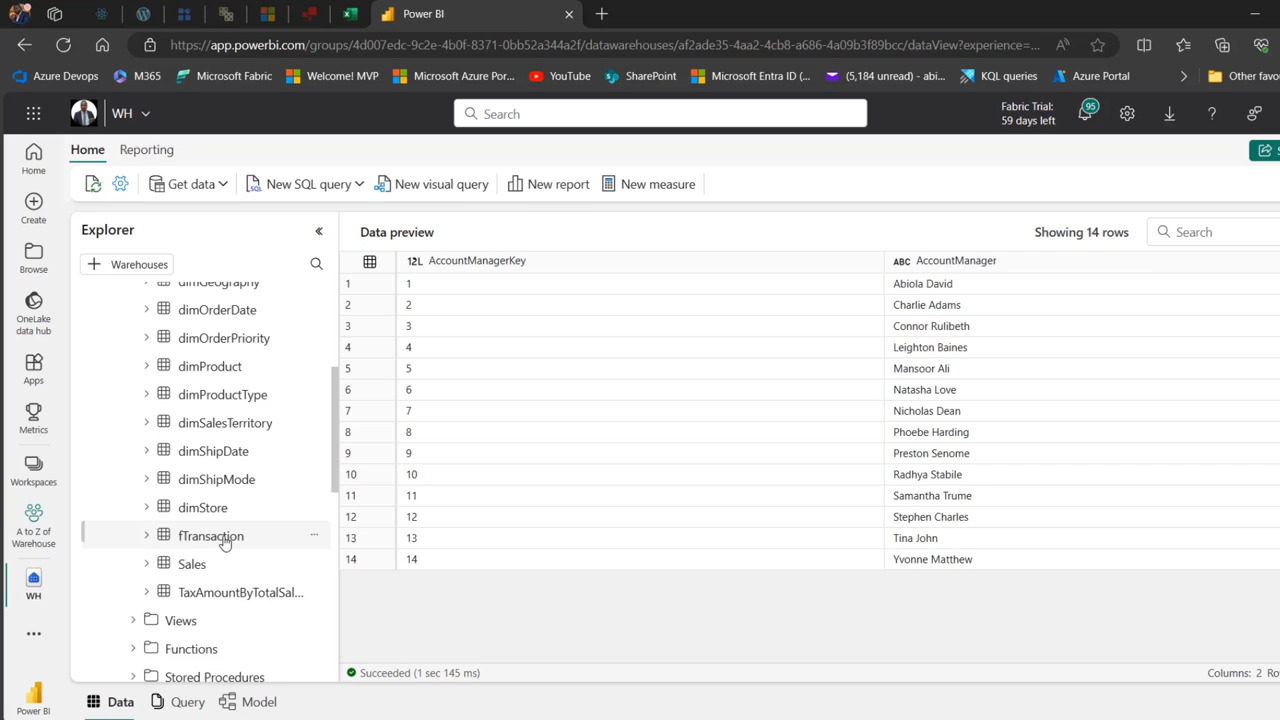 Power BI
https://app.powerbi.com/groups/4d007edc-9c2e-4b0f-8371-0bb52a344a2f/datawarehouses/af2ade35-4aa2-4cb8-a686-4a09b3f89bcc/dataView?experience=...
Azure Devops M365 Microsoft Fabric Welcome! MVP Microsoft Azure Por... YouTube SharePoint Microsoft Entra ID (... (5,184 unread) - abi... KQL queries Azure Portal Other favo
WH Search Fabric Trial: 59 days left 95
Home
Create
Browse
OneLake data hub
Apps
Metrics
Workspaces
A to Z of Warehouse
WH
Power BI
Home Reporting
Get data New SQL query New visual query New report New measure
Explorer
Warehouses
dimGeography
dimOrderDate
dimOrderPriority
dimProduct
dimProductType
dimSalesTerritory
dimShipDate
dimShipMode
dimStore
fTransaction
Sales
TaxAmountByTotalSal...
Views
Functions
Stored Procedures
Data preview Showing 14 rows Search
12L AccountManagerKey ABC AccountManager
1 1 Abiola David
2 2 Charlie Adams
3 3 Connor Rulibeth
4 4 Leighton Baines
5 5 Mansoor Ali
6 6 Natasha Love
7 7 Nicholas Dean
8 8 Phoebe Harding
9 9 Preston Senome
10 10 Radhya Stabile
11 11 Samantha Trume
12 12 Stephen Charles
13 13 Tina John
14 14 Yvonne Matthew
Succeeded (1 sec 145 ms) Columns: 2 Ro
Data Query Model